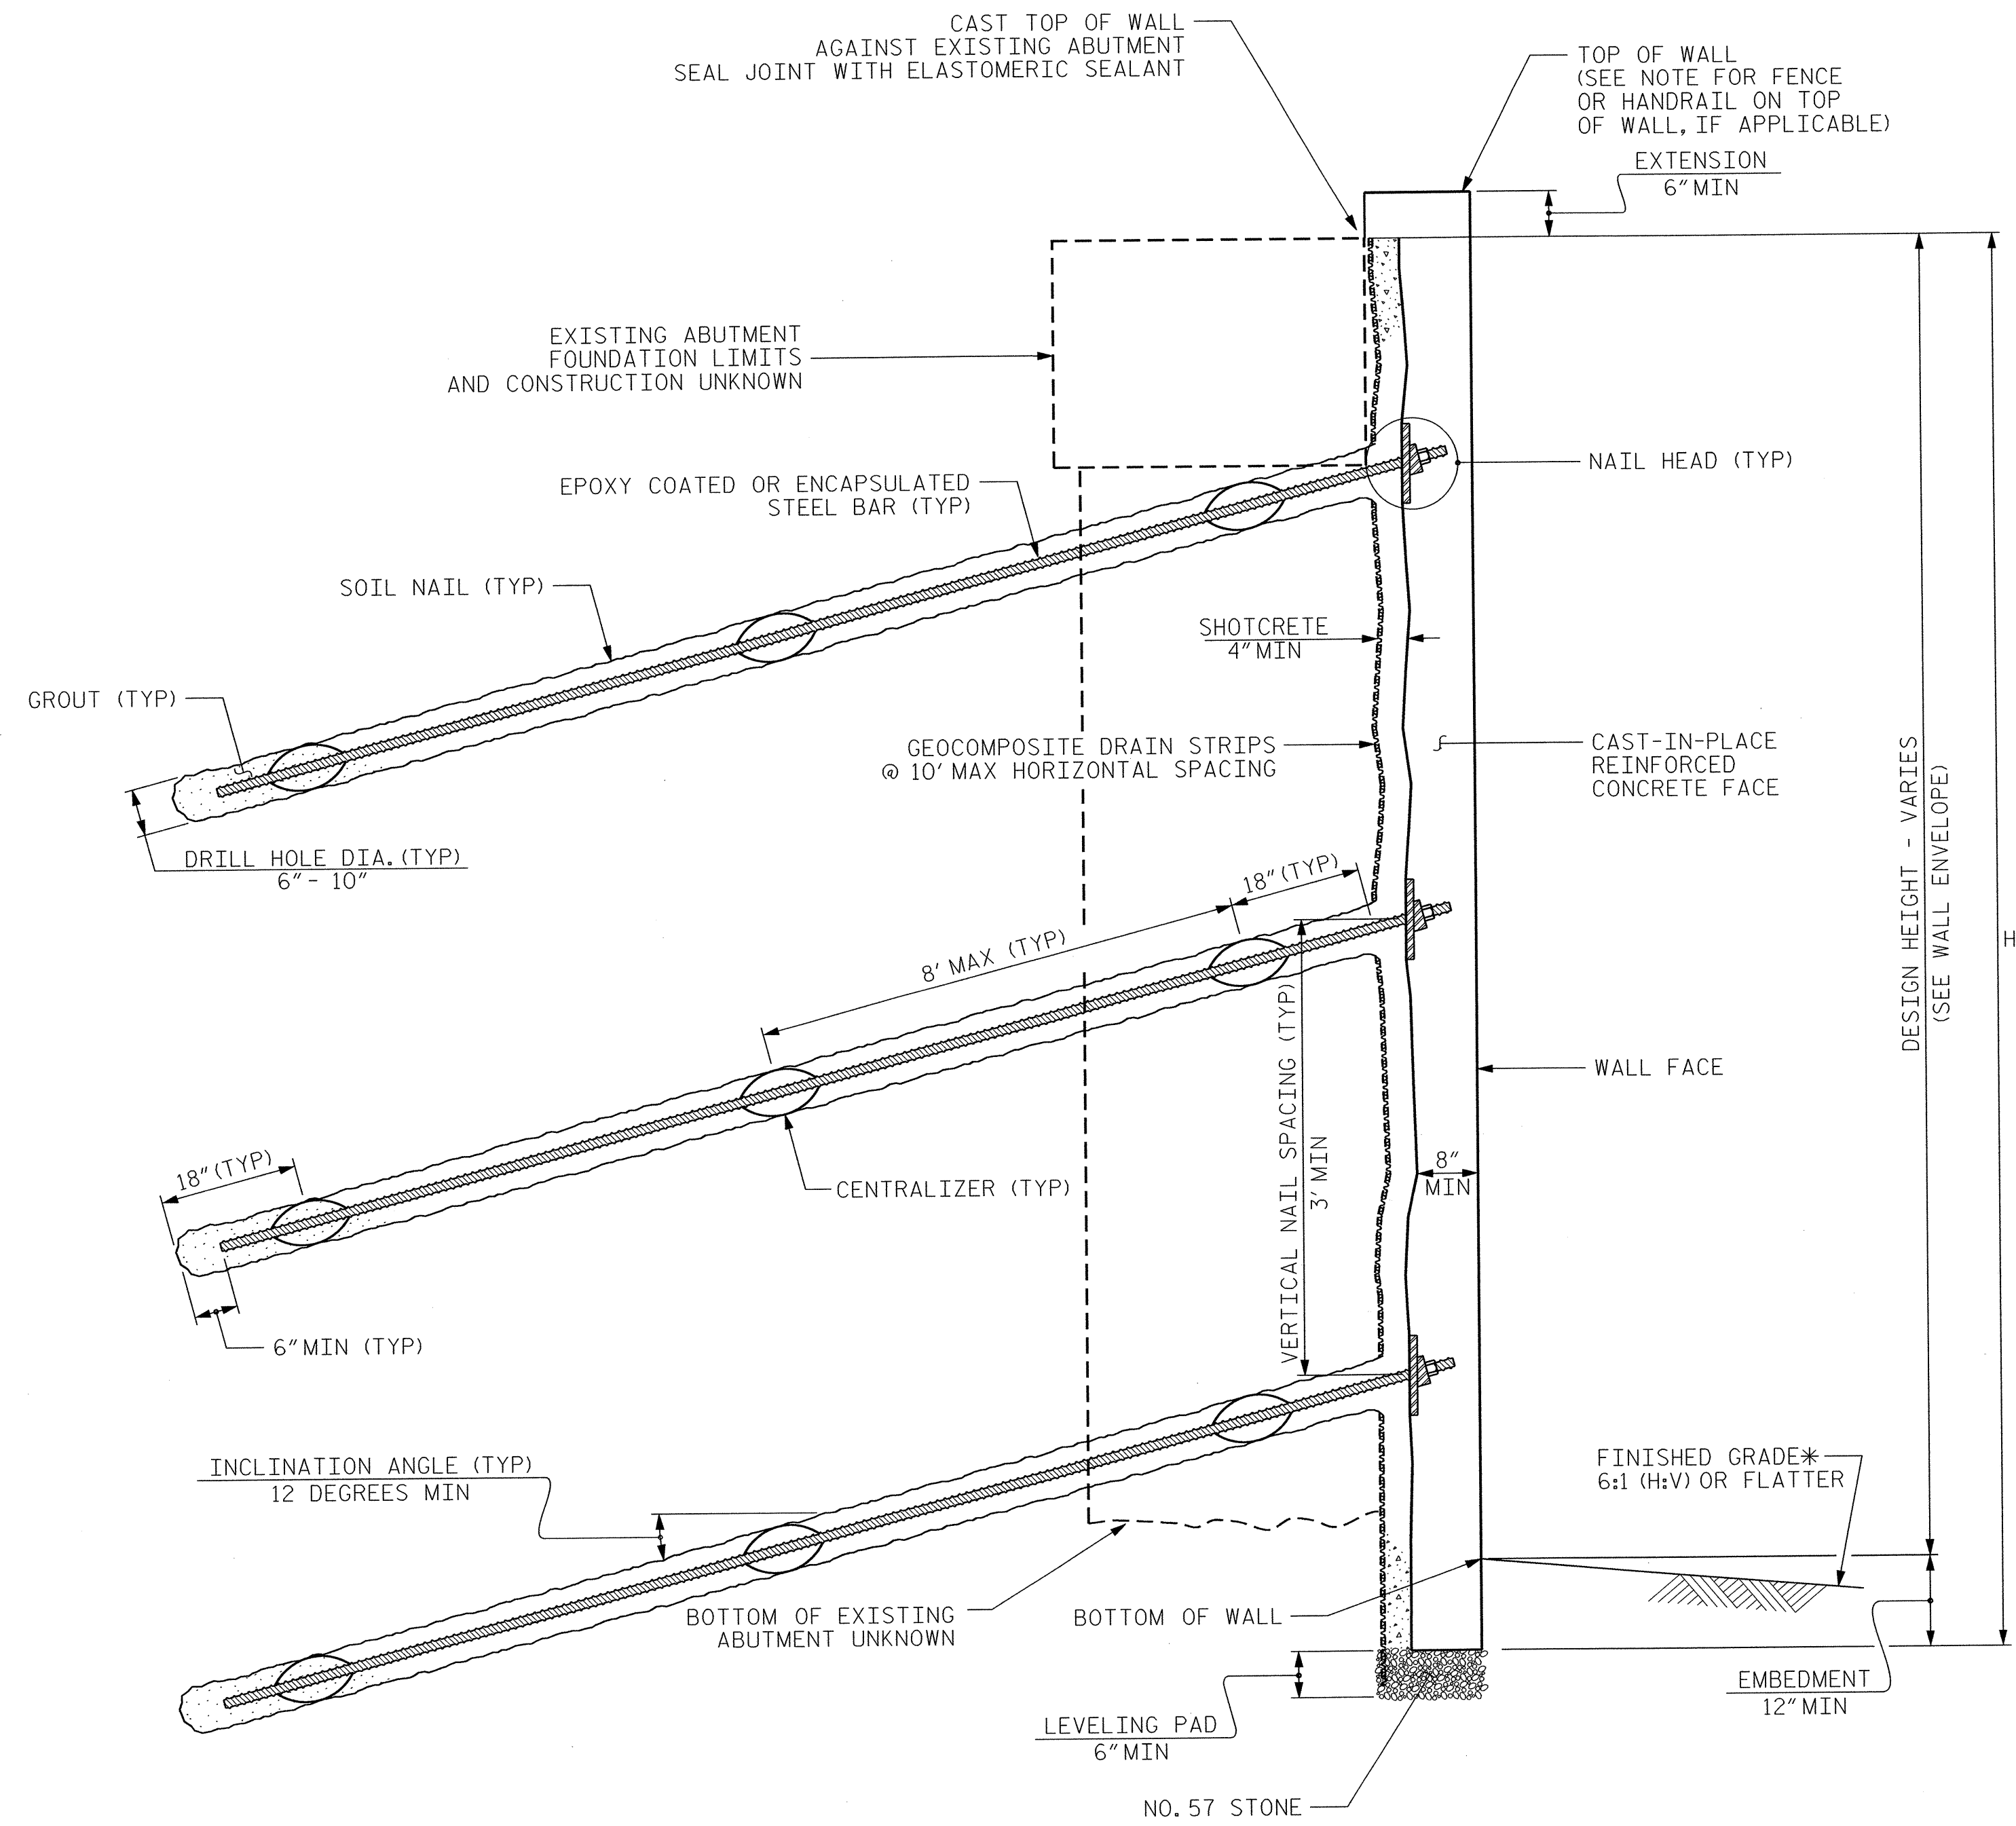 CAST TOP OF WALL
AGAINST EXISTING ABUTMENT
SEAL JOINT WITH ELASTOMERIC SEALANT
TOP OF WALL
(SEE NOTE FOR FENCE
OR HANDRAIL ON TOP
OF WALL, IF APPLICABLE)
EXTENSION
6" MIN
EXISTING ABUTMENT
FOUNDATION LIMITS
AND CONSTRUCTION UNKNOWN
NAIL HEAD (TYP)
EPOXY COATED OR ENCAPSULATED
STEEL BAR (TYP)
SOIL NAIL (TYP)
SHOTCRETE
4" MIN
GROUT (TYP)
GEOCOMPOSITE DRAIN STRIPS
@ 10' MAX HORIZONTAL SPACING
CAST-IN-PLACE
REINFORCED
CONCRETE FACE
DESIGN HEIGHT - VARIES
(SEE WALL ENVELOPE)
H
DRILL HOLE DIA. (TYP)
6" - 10"
18" (TYP)
8' MAX (TYP)
VERTICAL NAIL SPACING (TYP)
3' MIN
WALL FACE
8"
MIN
18" (TYP)
CENTRALIZER (TYP)
6" MIN (TYP)
INCLINATION ANGLE (TYP)
12 DEGREES MIN
FINISHED GRADE*
6:1 (H:V) OR FLATTER
BOTTOM OF EXISTING
ABUTMENT UNKNOWN
BOTTOM OF WALL
EMBEDMENT
12" MIN
LEVELING PAD
6" MIN
NO. 57 STONE